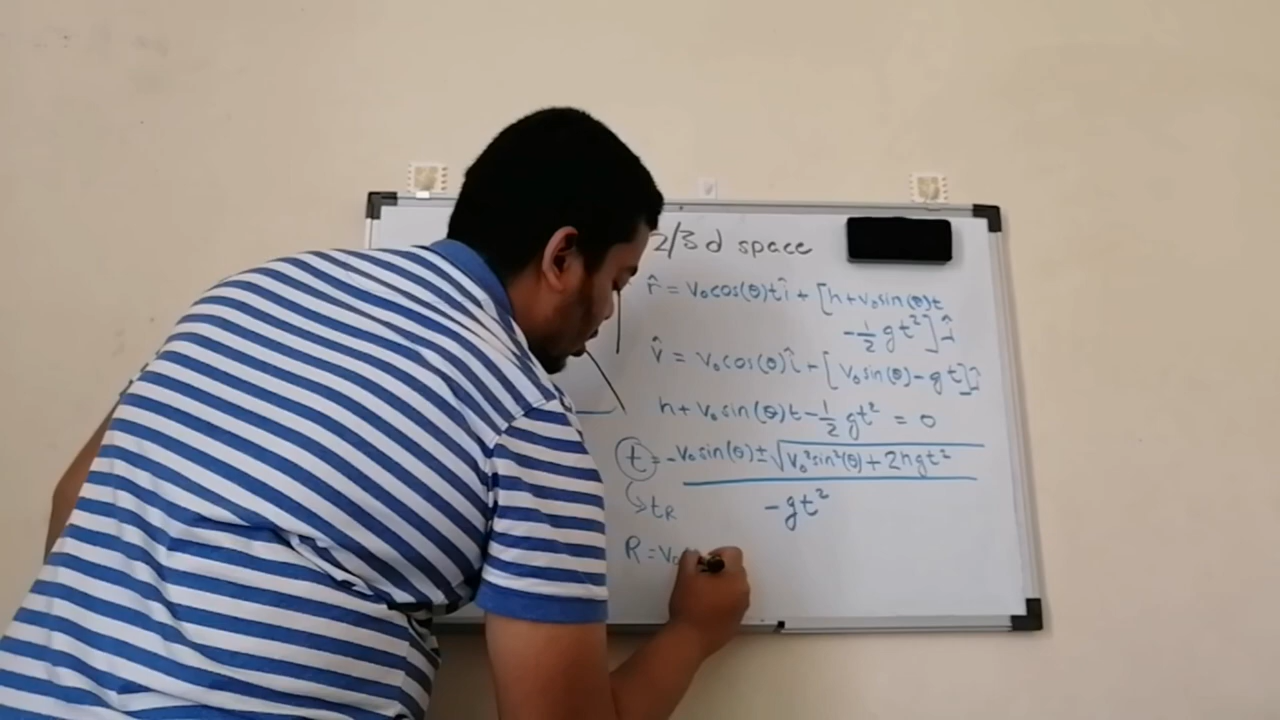 2/3d space
r̂ = v₀cos(θ)t î + [h+v₀sin(θ)t
-½gt²] ĵ
v̂ = v₀cos(θ) î + [v₀sin(θ)-gt] ĵ
h+v₀sin(θ)t-½gt² = 0
t = -v₀sin(θ)±√(v₀²sin²(θ)+2hgt²)
↳ t_R -gt²
R=v₀